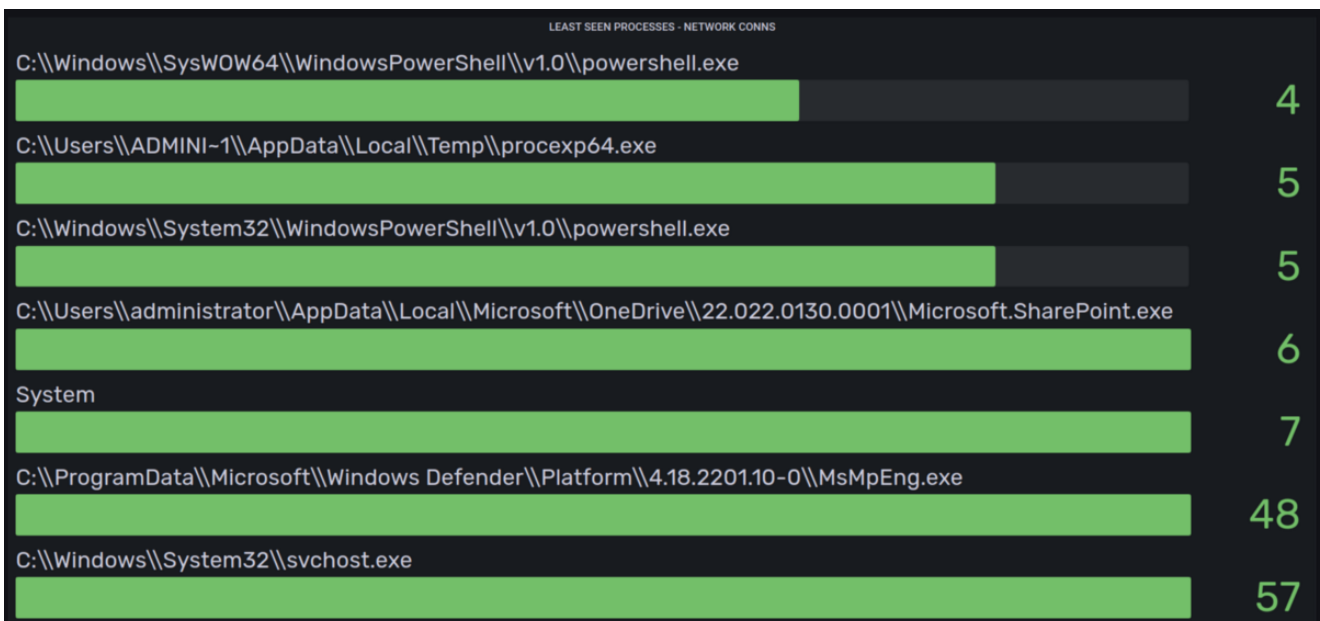 LEAST SEEN PROCESSES - NETWORK CONNS
C:\\Windows\\SysWOW64\\WindowsPowerShell\\v1.0\\powershell.exe
4
C:\\Users\\ADMINI~1\\AppData\\Local\\Temp\\procexp64.exe
5
C:\\Windows\\System32\\WindowsPowerShell\\v1.0\\powershell.exe
5
C:\\Users\\administrator\\AppData\\Local\\Microsoft\\OneDrive\\22.022.0130.0001\\Microsoft.SharePoint.exe
6
System
7
C:\\ProgramData\\Microsoft\\Windows Defender\\Platform\\4.18.2201.10-0\\MsMpEng.exe
48
C:\\Windows\\System32\\svchost.exe
57